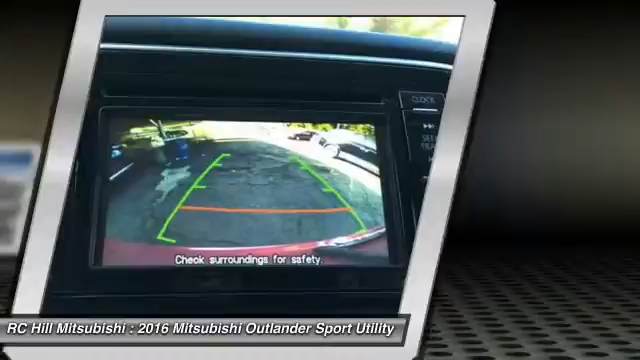 CLOCK
Check surroundings for safety.
RC Hill Mitsubishi : 2016 Mitsubishi Outlander Sport Utility